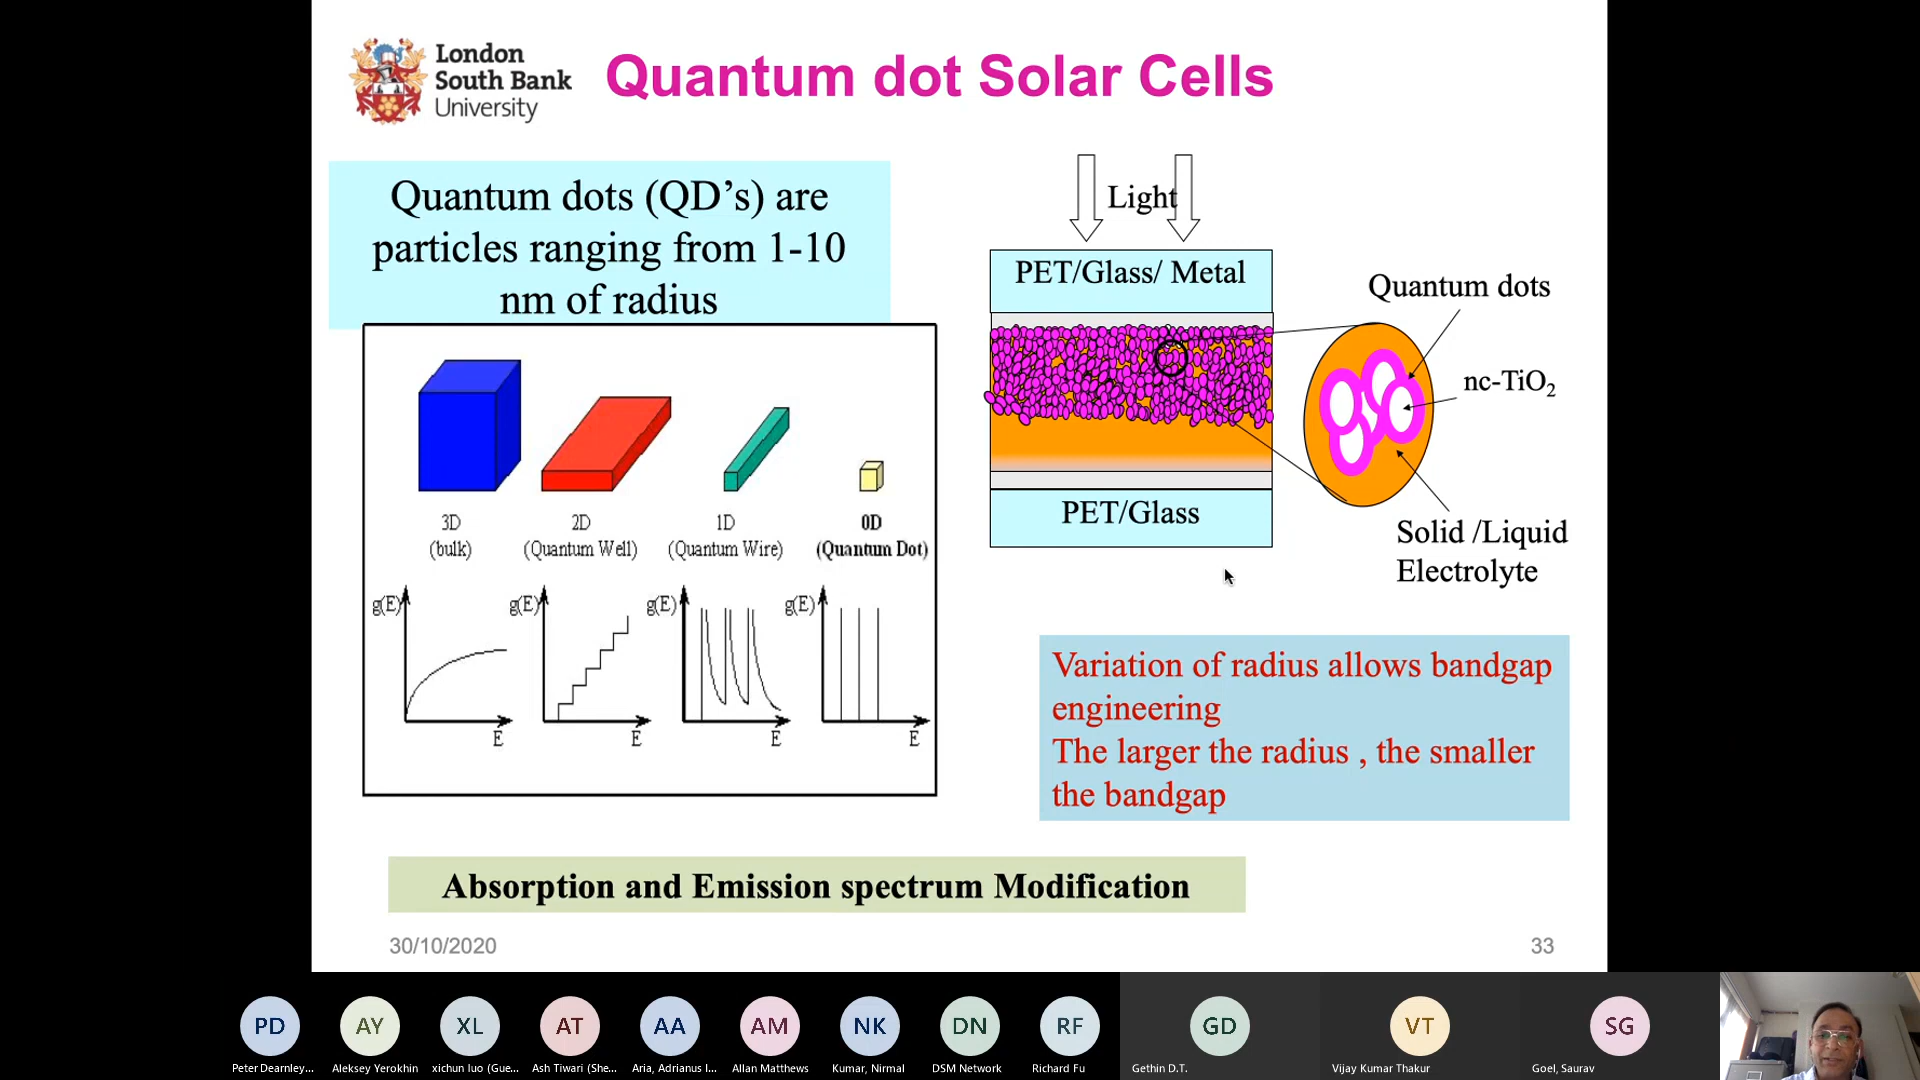 London
South Bank
University
Quantum dot Solar Cells
Quantum dots (QD’s) are
particles ranging from 1-10
nm of radius
Light
PET/Glass/ Metal
Quantum dots
nc-TiO₂
PET/Glass
Solid /Liquid
Electrolyte
3D
(bulk)
2D
(Quantum Well)
1D
(Quantum Wire)
0D
(Quantum Dot)
g(E)
E
g(E)
E
g(E)
E
g(E)
E
Variation of radius allows bandgap
engineering
The larger the radius , the smaller
the bandgap
Absorption and Emission spectrum Modification
30/10/2020
33
PD
Peter Dearnley...
AY
Aleksey Yerokhin
XL
xichun luo (Gue...
AT
Ash Tiwari (She...
AA
Aria, Adrianus I...
AM
Allan Matthews
NK
Kumar, Nirmal
DN
DSM Network
RF
Richard Fu
GD
Gethin D.T.
VT
Vijay Kumar Thakur
SG
Goel, Saurav